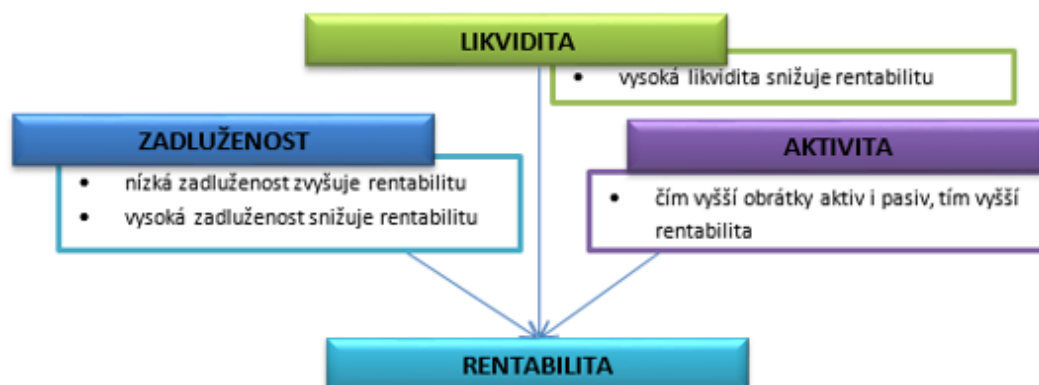 LIKVIDITA
• vysoká likvidita snižuje rentabilitu
ZADLUŽENOST
• nízká zadluženost zvyšuje rentabilitu
• vysoká zadluženost snižuje rentabilitu
AKTIVITA
• čím vyšší obrátky aktiv i pasiv, tím vyšší
rentabilita
RENTABILITA